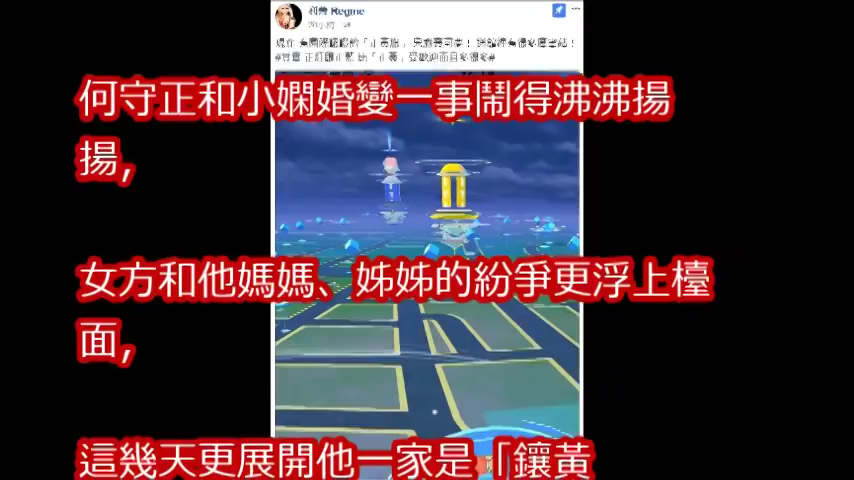 Regine
何守正和小嫻婚變一事鬧得沸沸揚
揚,
女方和他媽媽、姊姊的紛爭更浮上檯
面,
這幾天更展開他一家是「鑲黃